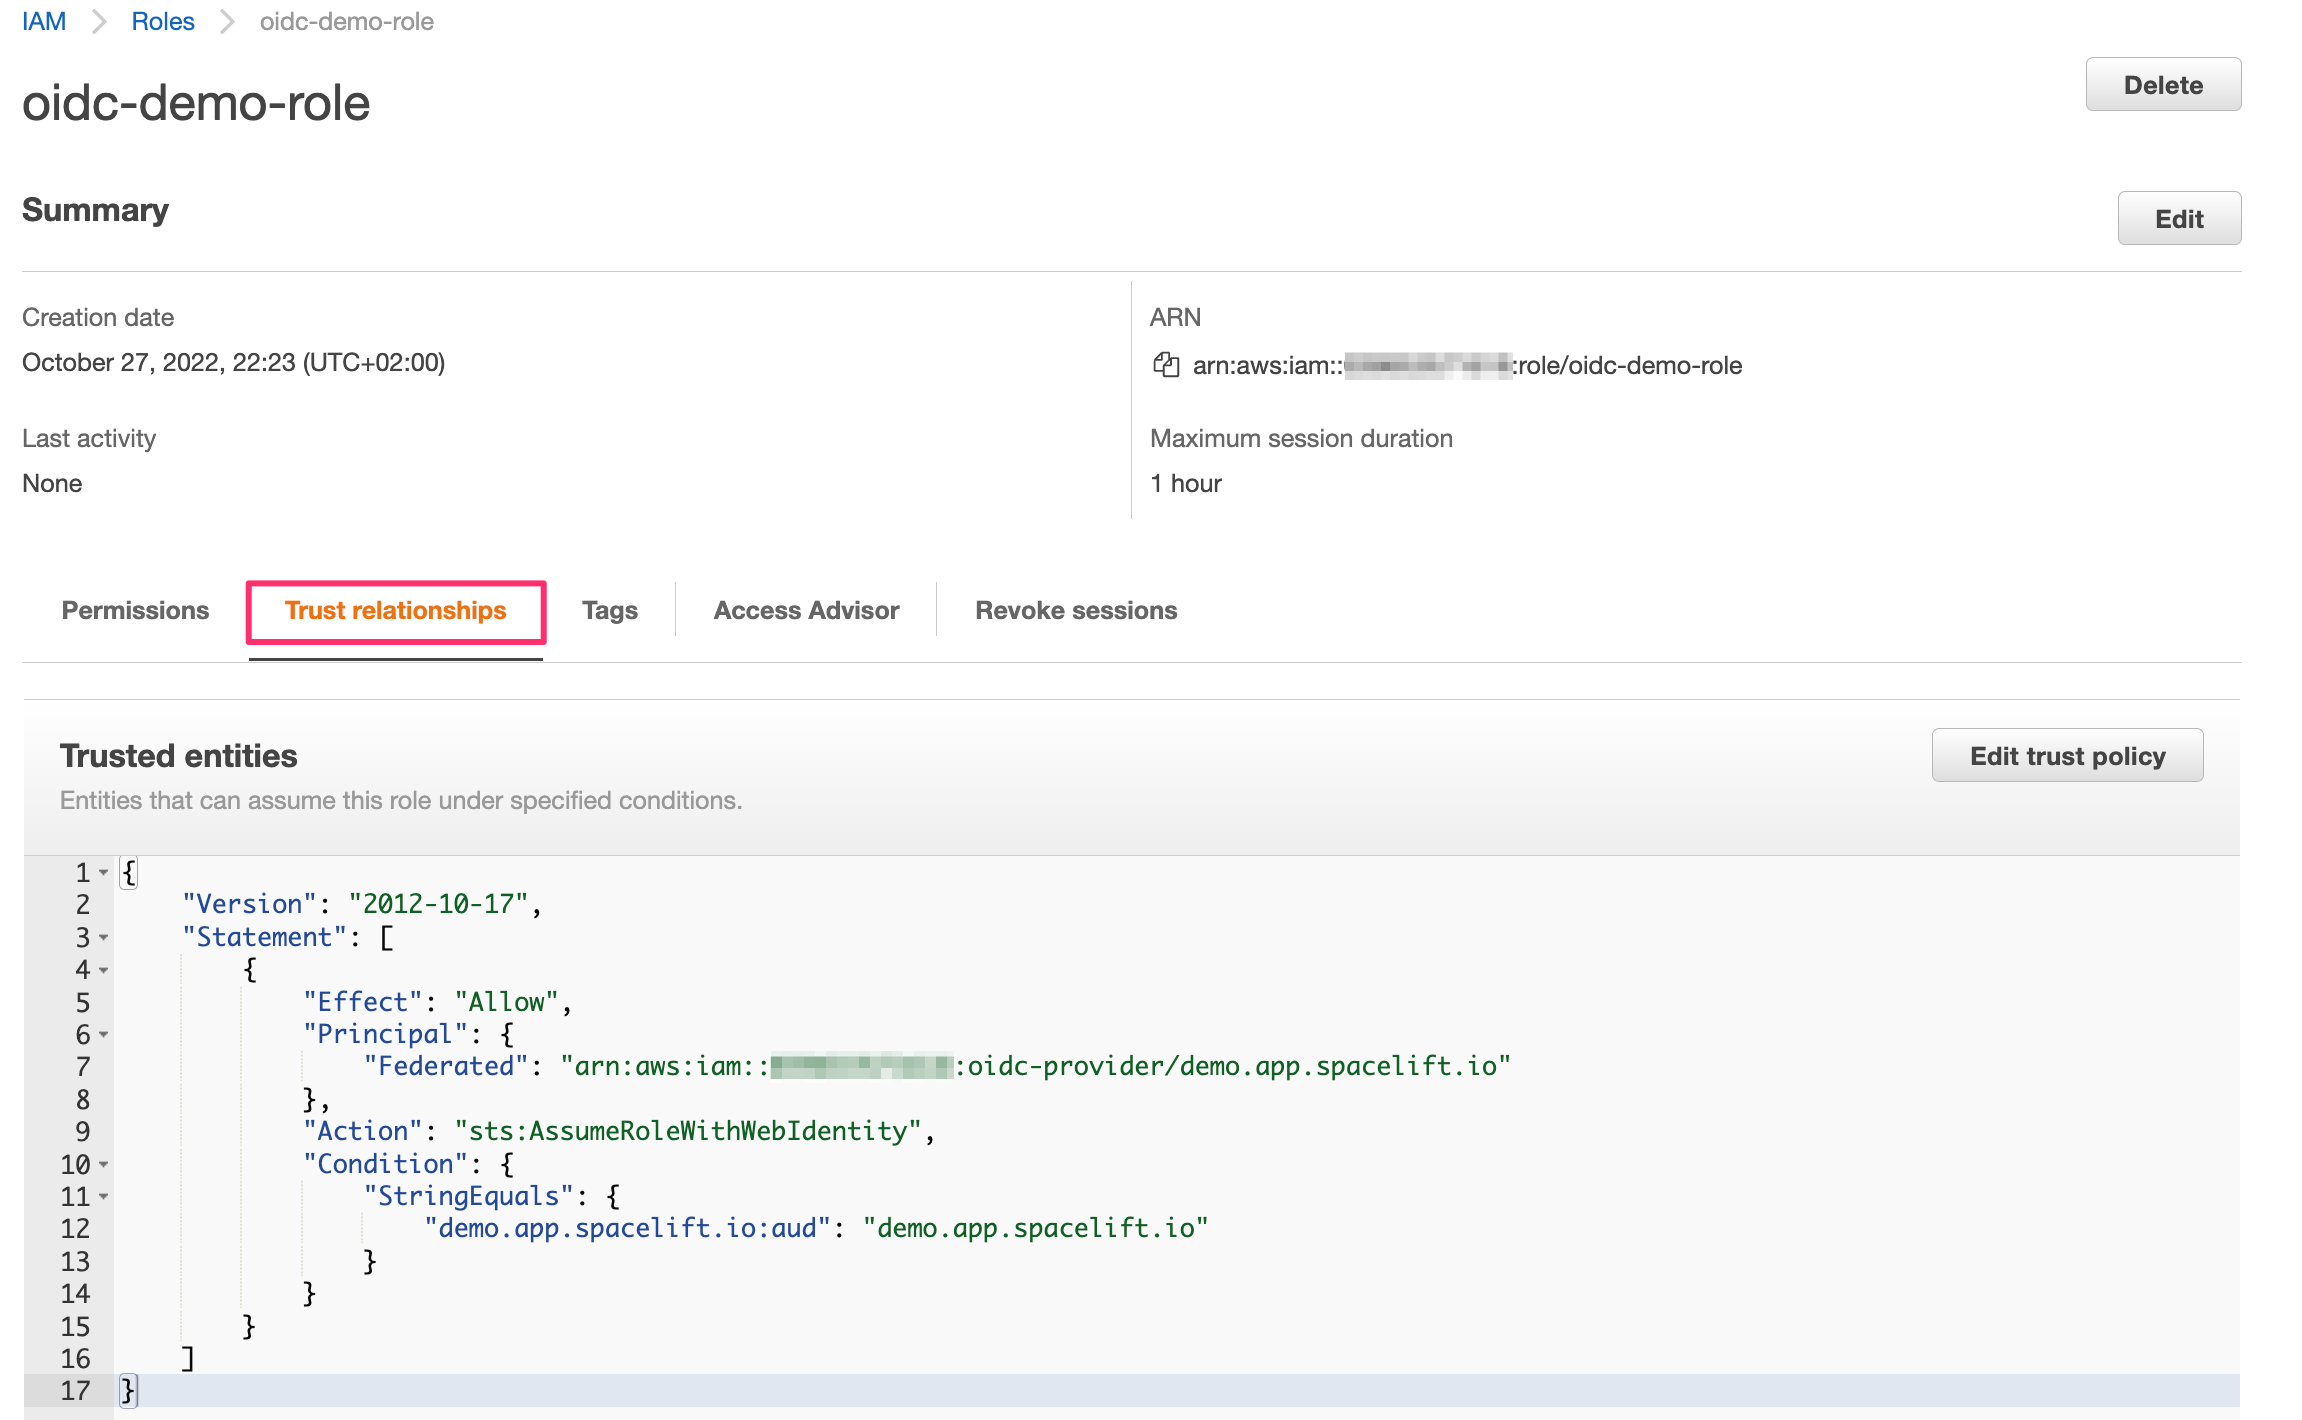 IAM Roles oidc-demo-role
oidc-demo-role
Delete
Summary
Edit
Creation date
October 27, 2022, 22:23 (UTC+02:00)
ARN
arn:aws:iam:: :role/oidc-demo-role
Last activity
None
Maximum session duration
1 hour
Permissions Trust relationships Tags Access Advisor Revoke sessions
Trusted entities
Edit trust policy
Entities that can assume this role under specified conditions.
1 {
2 "Version": "2012-10-17",
3 "Statement": [
4 {
5 "Effect": "Allow",
6 "Principal": {
7 "Federated": "arn:aws:iam:: :oidc-provider/demo.app.spacelift.io"
8 },
9 "Action": "sts:AssumeRoleWithWebIdentity",
10 "Condition": {
11 "StringEquals": {
12 "demo.app.spacelift.io:aud": "demo.app.spacelift.io"
13 }
14 }
15 }
16 ]
17 }